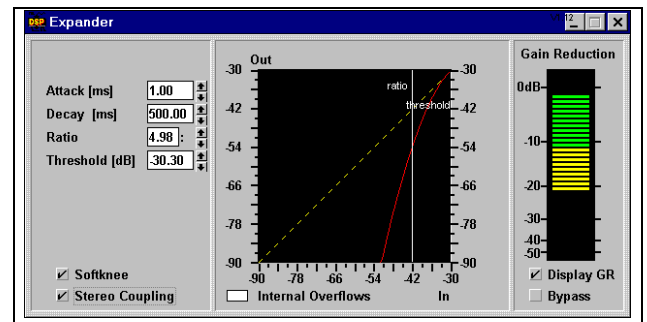 DSP Expander
12
Attack [ms] 1.00
Decay [ms] 500.00
Ratio 4.98 :
Threshold [dB] -30.30
Softknee
Stereo Coupling
Out
-30 -30
ratio
threshold
-42 -42
-54 -54
-66 -66
-78 -78
-90 -90
-90 -78 -66 -54 -42 -30
Internal Overflows In
Gain Reduction
0dB-
-10-
-20-
-30-
-40-
-50-
Display GR
Bypass